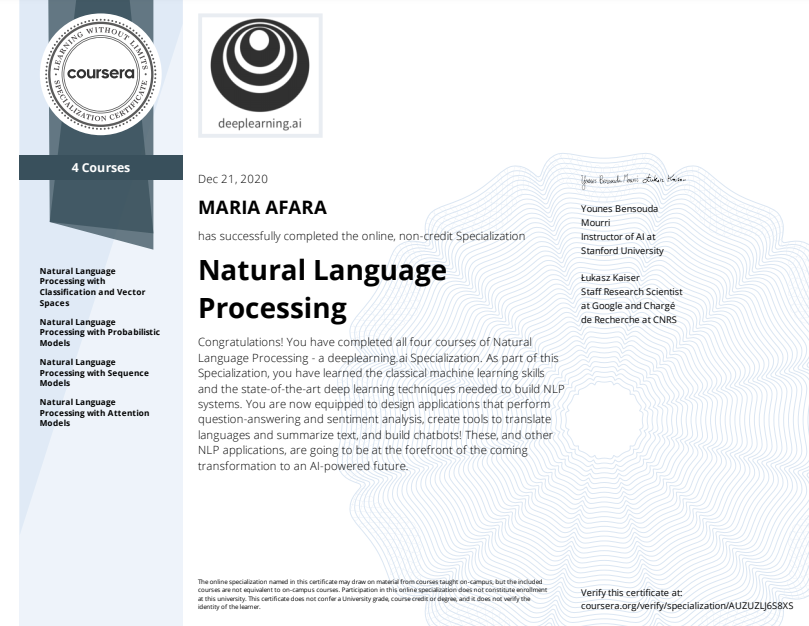 LEARNING WITHOUT LIMITS
coursera
SPECIALIZATION CERTIFICATE
4 Courses
Natural Language
Processing with
Classification and Vector
Spaces
Natural Language
Processing with Probabilistic
Models
Natural Language
Processing with Sequence
Models
Natural Language
Processing with Attention
Models
deeplearning.ai
Dec 21, 2020
MARIA AFARA
has successfully completed the online, non-credit Specialization
Natural Language
Processing
Congratulations! You have completed all four courses of Natural
Language Processing - a deeplearning.ai Specialization. As part of this
Specialization, you have learned the classical machine learning skills
and the state-of-the-art deep learning techniques needed to build NLP
systems. You are now equipped to design applications that perform
question-answering and sentiment analysis, create tools to translate
languages and summarize text, and build chatbots! These, and other
NLP applications, are going to be at the forefront of the coming
transformation to an AI-powered future.
The online specialization named in this certificate may draw on material from courses taught on-campus, but the included
courses are not equivalent to on-campus courses. Participation in this online specialization does not constitute enrollment
at this university. This certificate does not confer a University grade, course credit or degree, and it does not verify the
identity of the learner.
Younes Bensouda Mourri Łukasz Kaiser
Younes Bensouda
Mourri
Instructor of AI at
Stanford University
Łukasz Kaiser
Staff Research Scientist
at Google and Chargé
de Recherche at CNRS
Verify this certificate at:
coursera.org/verify/specialization/AUZUZLJ6S8XS